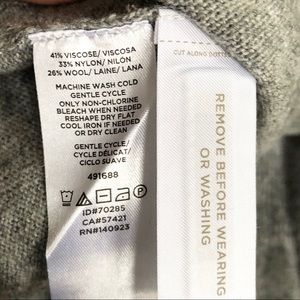 41% VISCOSE/ VISCOSA
33% NYLON/ NILÓN
26% WOOL/ LAINE/ LANA
MACHINE WASH COLD
GENTLE CYCLE
ONLY NON-CHLORINE
BLEACH WHEN NEEDED
RESHAPE DRY FLAT
COOL IRON IF NEEDED
OR DRY CLEAN
GENTLE CYCLE/
CYCLE DÉLICAT/
CICLO SUAVE
491688
ID#70285
CA#57421
RN#140923
CUT ALONG DOTTED
REMOVE BEFORE WEARING
OR WASHING